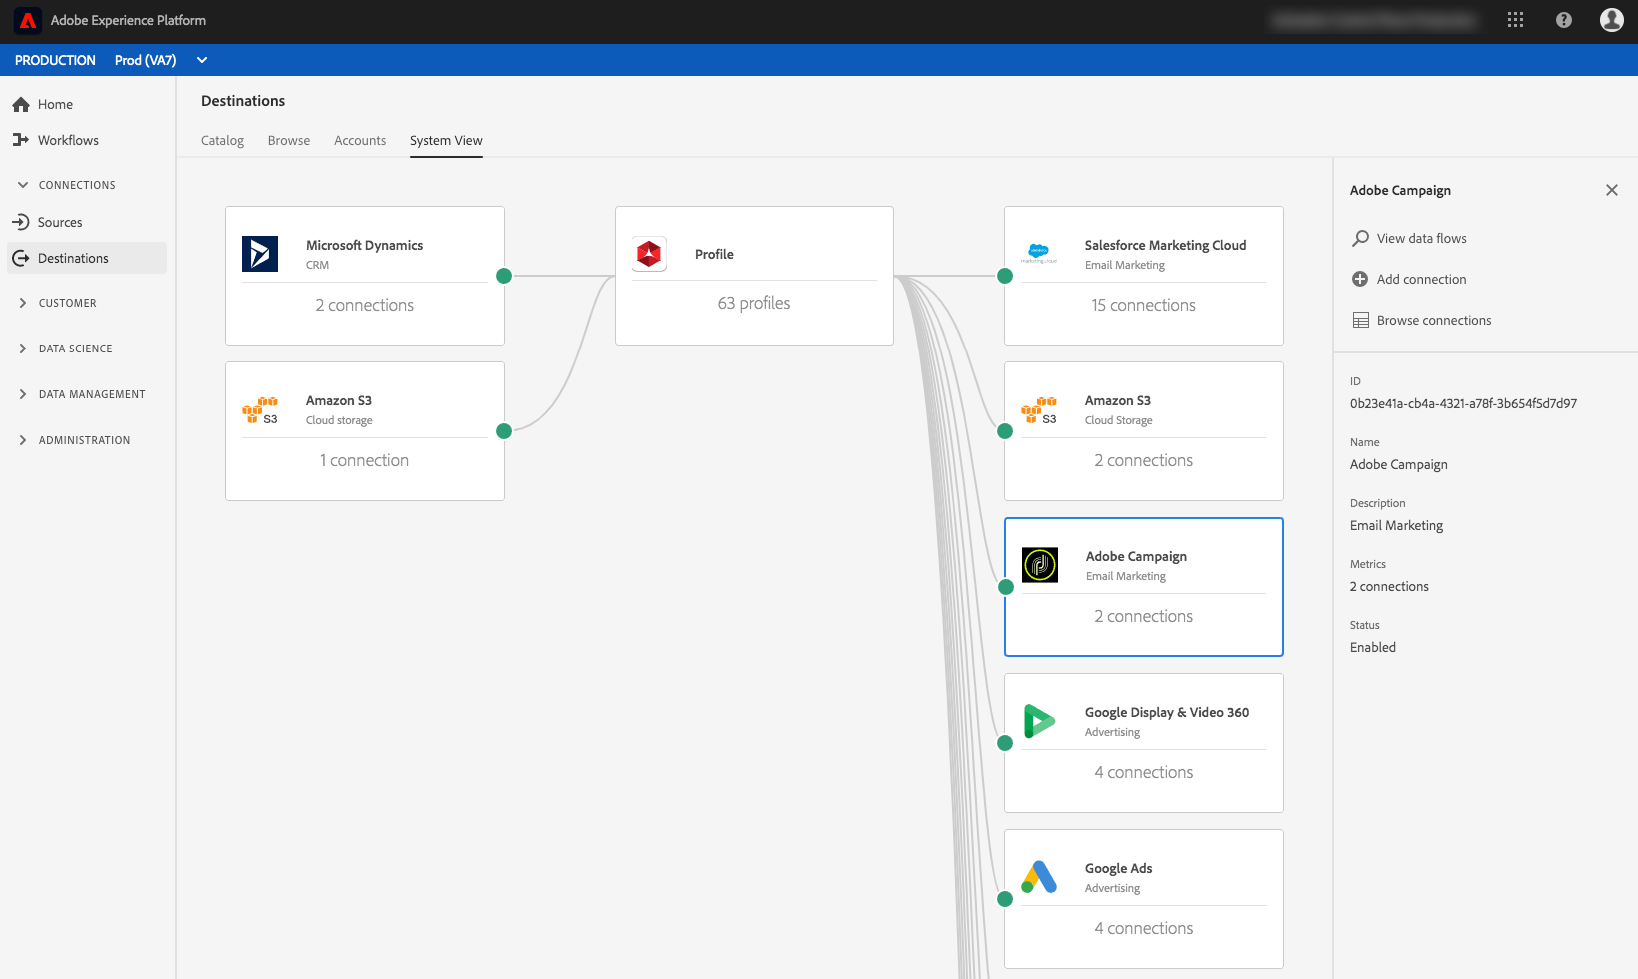 Adobe Experience Platform
PRODUCTION Prod (VA7)
Home
Workflows
CONNECTIONS
Sources
Destinations
CUSTOMER
DATA SCIENCE
DATA MANAGEMENT
ADMINISTRATION
Destinations
Catalog Browse Accounts System View
Microsoft Dynamics
CRM
2 connections
Amazon S3
Cloud storage
S3
1 connection
Profile
63 profiles
Salesforce Marketing Cloud
Email Marketing
15 connections
Amazon S3
Cloud Storage
S3
2 connections
Adobe Campaign
Email Marketing
2 connections
Google Display & Video 360
Advertising
4 connections
Google Ads
Advertising
4 connections
Adobe Campaign
View data flows
Add connection
Browse connections
ID
0b23e41a-cb4a-4321-a78f-3b654f5d7d97
Name
Adobe Campaign
Description
Email Marketing
Metrics
2 connections
Status
Enabled